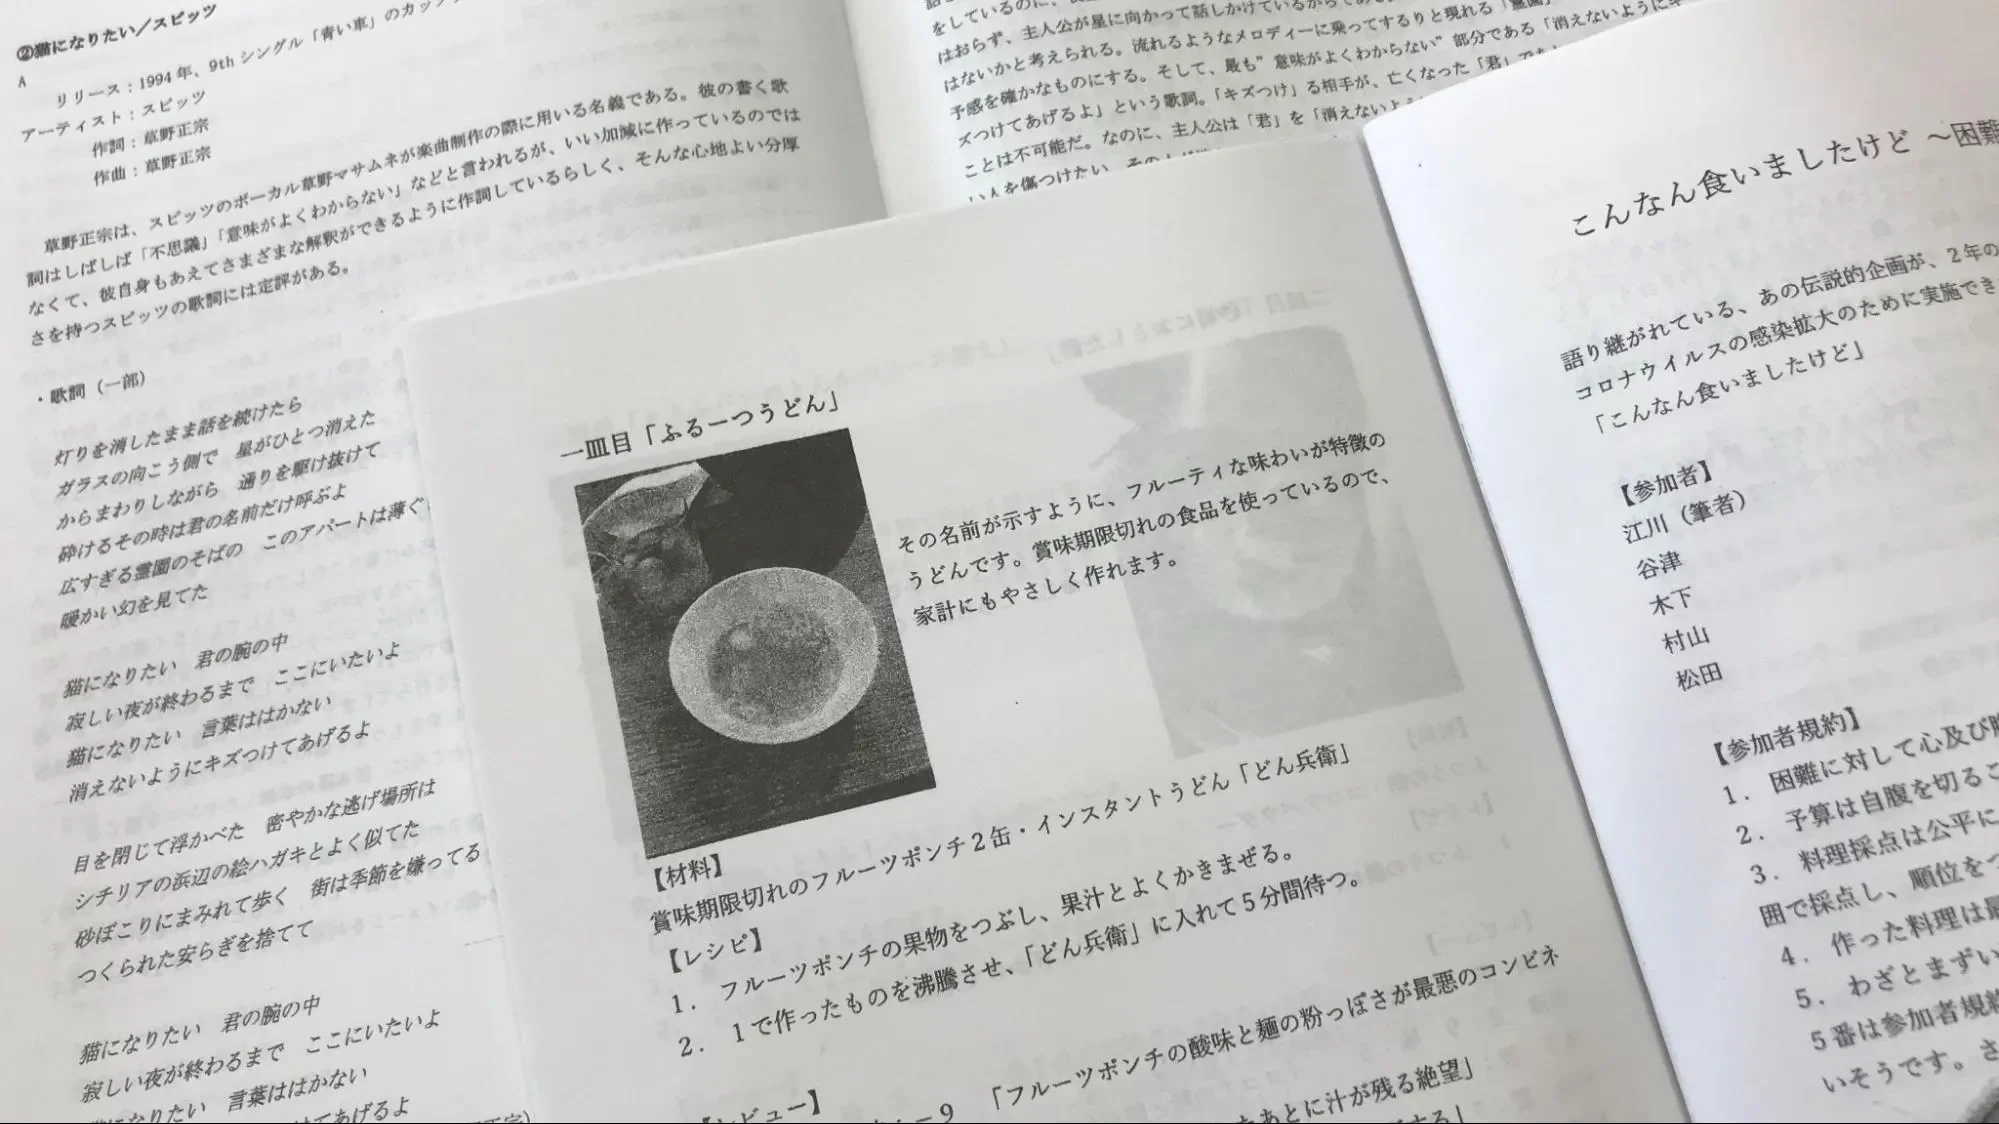 ②猫になりたい／スピッツ
A
リリース：1994年、9thシングル「青い車」のカップ
アーティスト：スピッツ
作詞：草野正宗
作曲：草野正宗
草野正宗は、スピッツのボーカル草野マサムネが楽曲制作の際に用いる名義である。彼の書く歌
詞はしばしば「不思議」「意味がよくわからない」などと言われるが、いい加減に作っているのでは
なくて、彼自身もあえてさまざまな解釈ができるように作詞しているらしく、そんな心地よい分厚
さを持つスピッツの歌詞には定評がある。
・歌詞（一部）
灯りを消したまま話を続けたら
ガラスの向こう側で　星がひとつ消えた
からまわりしながら　通りを駆け抜けて
砕けるその時は君の名前だけ呼ぶよ
広すぎる霊園のそばの　このアパートは薄ぐ
暖かい幻を見てた
猫になりたい　君の腕の中
寂しい夜が終わるまで　ここにいたいよ
猫になりたい　言葉ははかない
消えないようにキズつけてあげるよ
目を閉じて浮かべた　密やかな逃げ場所は
シチリアの浜辺の絵ハガキとよく似てた
砂ぼこりにまみれて歩く　街は季節を嫌ってる
つくられた安らぎを捨てて
猫になりたい　君の腕の中
寂しい夜が終わるまで　ここにいたいよ
になりたい　言葉ははかない
けてあげるよ
をしているのに、
はおらず、主人公が星に向かって話しかけているからである
はないかと考えられる。流れるようなメロディーに乗ってするりと現れる「霊園」
予感を確かなものにする。そして、最も”意味がよくわからない”部分である「消えないようにキ
ズつけてあげるよ」という歌詞。「キズつけ」る相手が、亡くなった「君」で
ことは不可能だ。なのに、主人公は「君」を「消えないよう
い人を傷つけたい、その
一皿目「ふるーつうどん」
その名前が示すように、フルーティな味わいが特徴の
うどんです。賞味期限切れの食品を使っているので、
家計にもやさしく作れます。
【材料】
賞味期限切れのフルーツポンチ２缶・インスタントうどん「どん兵衛」
【レシピ】
１．　フルーツポンチの果物をつぶし、果汁とよくかきまぜる。
２．　１で作ったものを沸騰させ、「どん兵衛」に入れて５分間待つ。
【レビュー】
－９　「フルーツポンチの酸味と麺の粉っぽさが最悪のコンビネ
あとに汁が残る絶望」
する」
こんなん食いましたけど ～困難
語り継がれている、あの伝説的企画が、２年の
コロナウイルスの感染拡大のために実施でき
「こんなん食いましたけど」
【参加者】
江川（筆者）
谷津
木下
村山
松田
【参加者規約】
１．　困難に対して心及び
２．　予算は自腹を切るこ
３．　料理採点は公平に
囲で採点し、順位をつ
４．　作った料理は最
５．　わざとまずい
５番は参加者規約
いそうです。さ